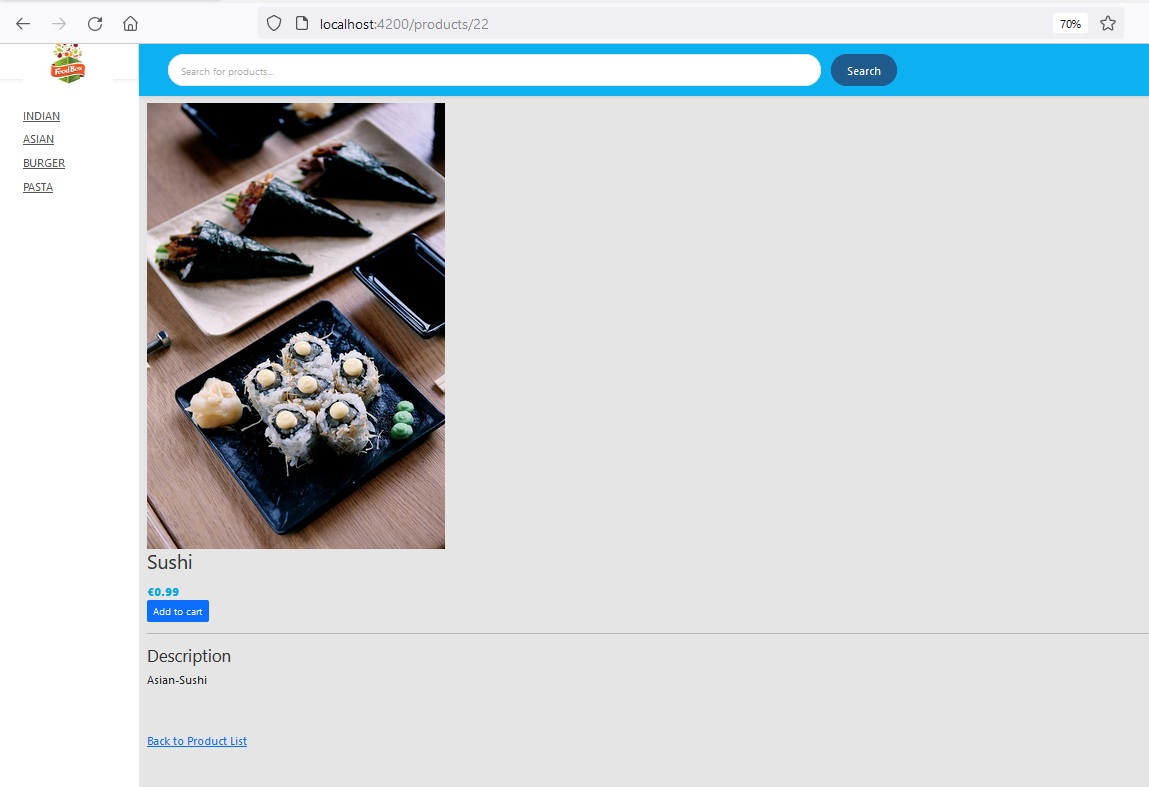 localhost:4200/products/22
70%
FoodBox
Search for products...
Search
INDIAN
ASIAN
BURGER
PASTA
Sushi
€0.99
Add to cart
Description
Asian-Sushi
Back to Product List